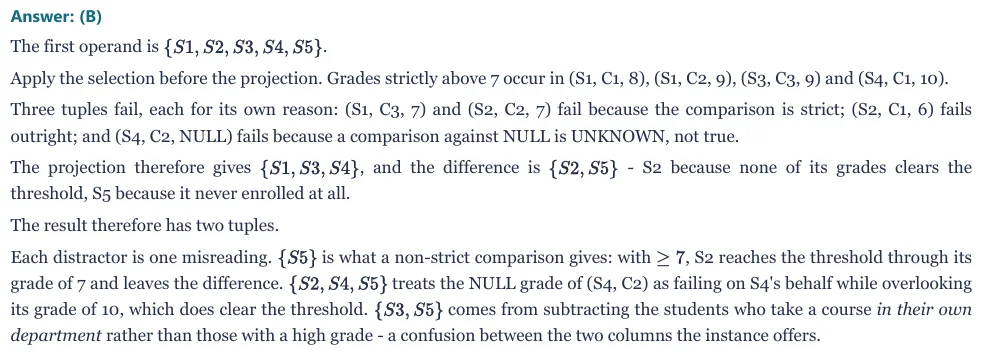 Answer: (B)
The first operand is {S1, S2, S3, S4, S5}.
Apply the selection before the projection. Grades strictly above 7 occur in (S1, C1, 8), (S1, C2, 9), (S3, C3, 9) and (S4, C1, 10).
Three tuples fail, each for its own reason: (S1, C3, 7) and (S2, C2, 7) fail because the comparison is strict; (S2, C1, 6) fails
outright; and (S4, C2, NULL) fails because a comparison against NULL is UNKNOWN, not true.
The projection therefore gives {S1, S3, S4}, and the difference is {S2, S5} - S2 because none of its grades clears the
threshold, S5 because it never enrolled at all.
The result therefore has two tuples.
Each distractor is one misreading. {S5} is what a non-strict comparison gives: with ≥ 7, S2 reaches the threshold through its
grade of 7 and leaves the difference. {S2, S4, S5} treats the NULL grade of (S4, C2) as failing on S4's behalf while overlooking
its grade of 10, which does clear the threshold. {S3, S5} comes from subtracting the students who take a course in their own
department rather than those with a high grade - a confusion between the two columns the instance offers.